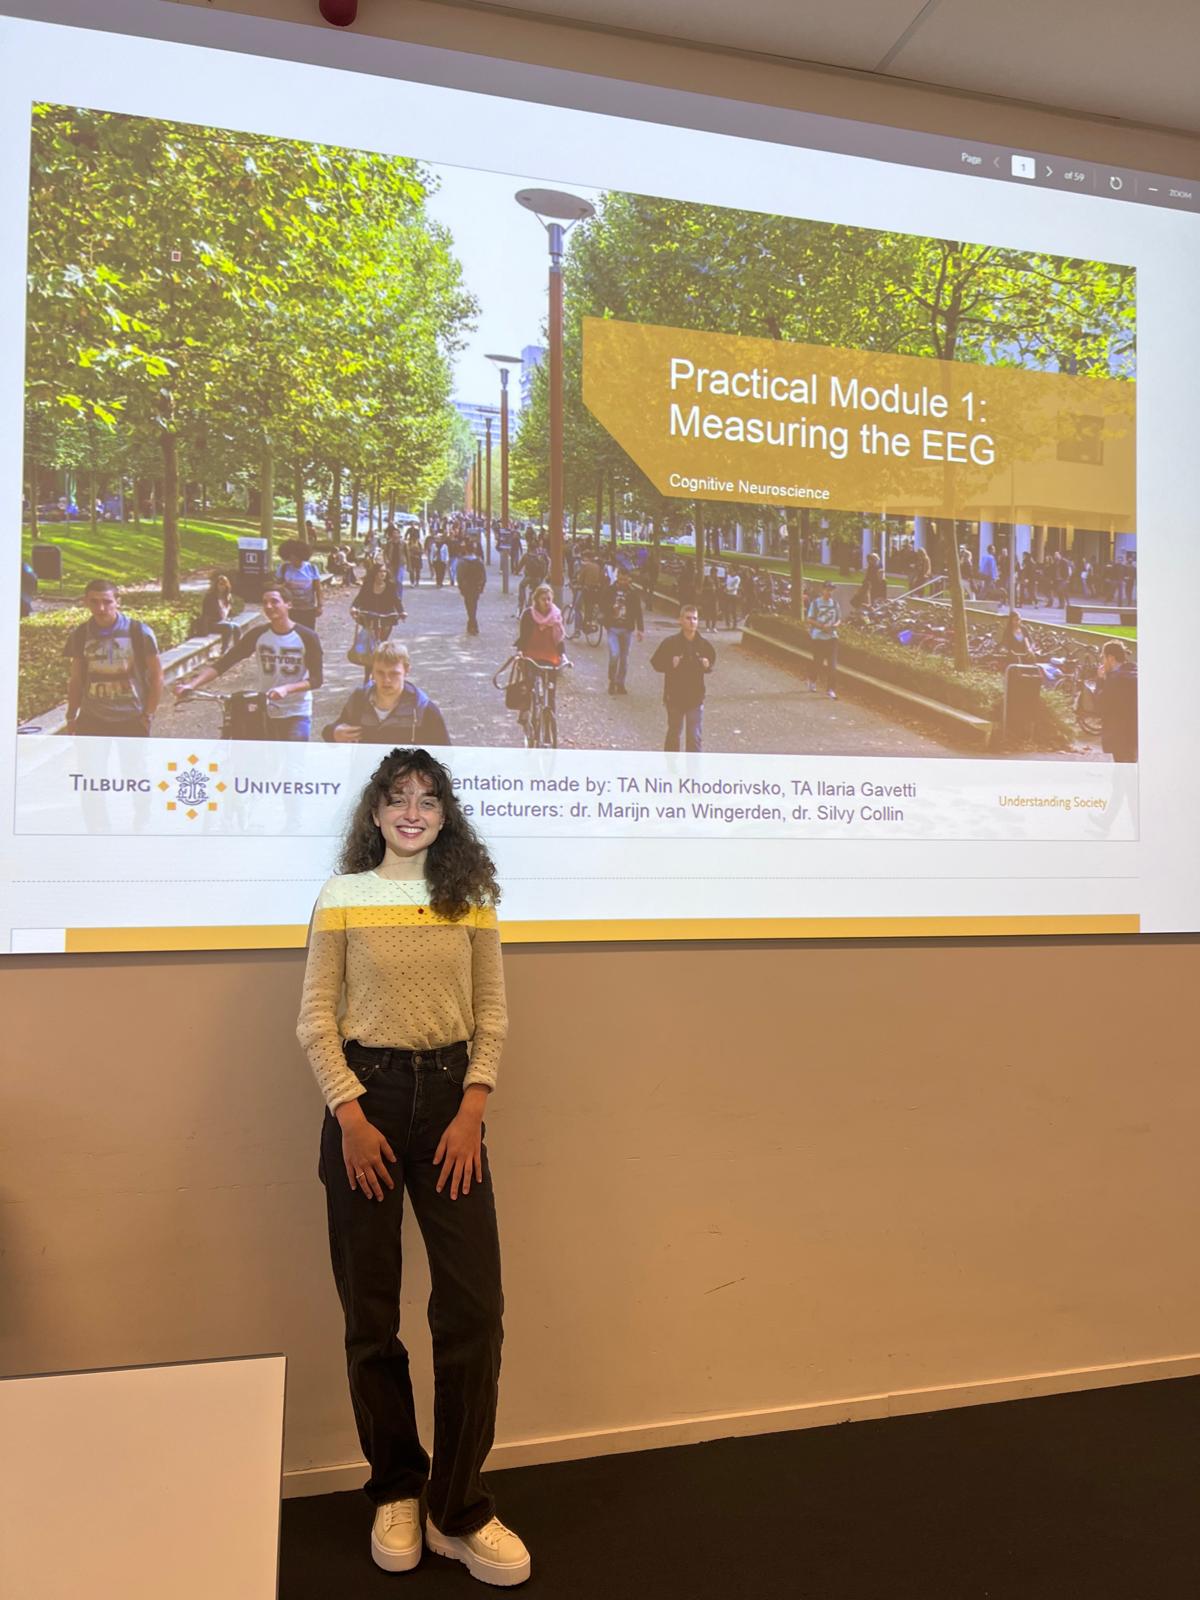 Page 1 of 59 ZOOM
Practical Module 1:
Measuring the EEG
Cognitive Neuroscience
TILBURG UNIVERSITY
entation made by: TA Nin Khodorivsko, TA Ilaria Gavetti
e lecturers: dr. Marijn van Wingerden, dr. Silvy Collin
Understanding Society